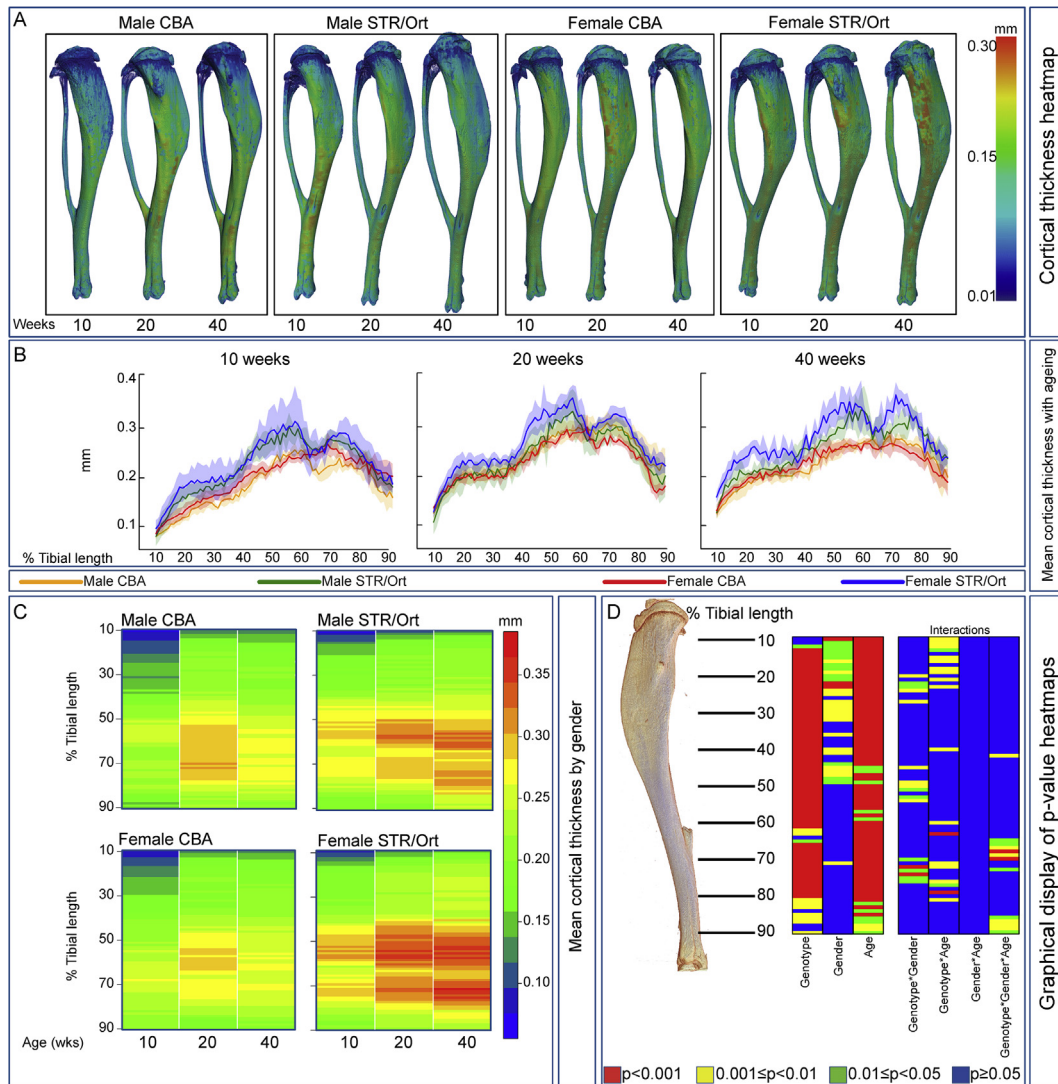 A
Male CBA
Male STR/Ort
Female CBA
Female STR/Ort
mm
0.30
0.15
0.01
Cortical thickness heatmap
Weeks 10 20 40 10 20 40 10 20 40 10 20 40
B
10 weeks
20 weeks
40 weeks
0.4
0.3
0.2
0.1
mm
% Tibial length
10 20 30 40 50 60 70 80 90
10 20 30 40 50 60 70 80 90
10 20 30 40 50 60 70 80 90
Mean cortical thickness with ageing
Male CBA
Male STR/Ort
Female CBA
Female STR/Ort
C
Male CBA
Male STR/Ort
mm
10
30
50
70
90
% Tibial length
0.35
0.30
0.25
0.20
0.15
0.10
Female CBA
Female STR/Ort
10
30
50
70
90
% Tibial length
Age (wks) 10 20 40 10 20 40
Mean cortical thickness by gender
D
% Tibial length
10
20
30
40
50
60
70
80
90
Interactions
Genotype
Gender
Age
Genotype*Gender
Genotype*Age
Gender*Age
Genotype*Gender*Age
p<0.001
0.001≤p<0.01
0.01≤p<0.05
p≥0.05
Graphical display of p-value heatmaps